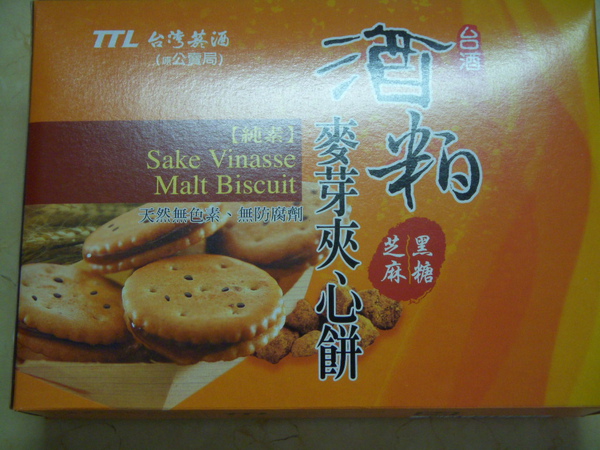 TTL 台灣菸酒
(原公賣局)
台酒
酒粕
麥芽夾心餅
黑糖
芝麻
【純素】
Sake Vinasse
Malt Biscuit
天然無色素、無防腐劑